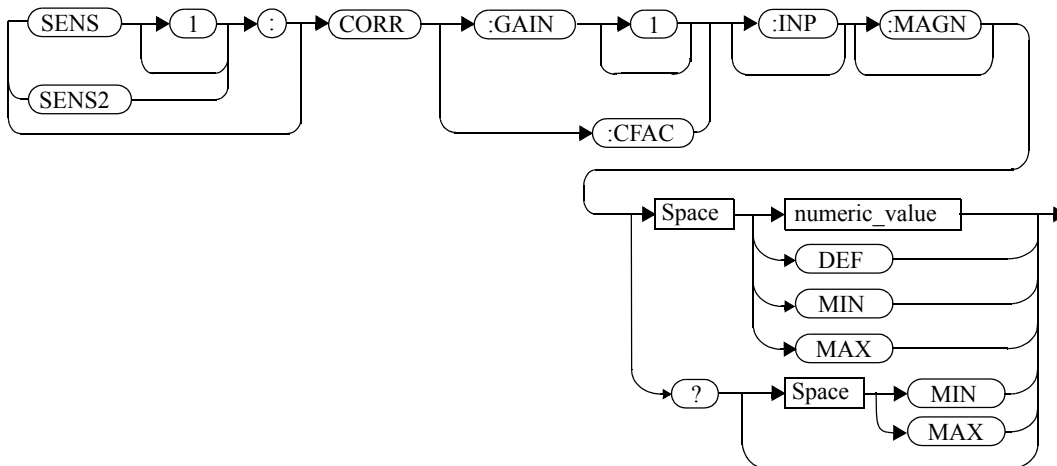 SENS 1 : CORR :GAIN 1 :INP :MAGN
SENS2
:CFAC
Space numeric_value
DEF
MIN
MAX
? Space MIN
MAX